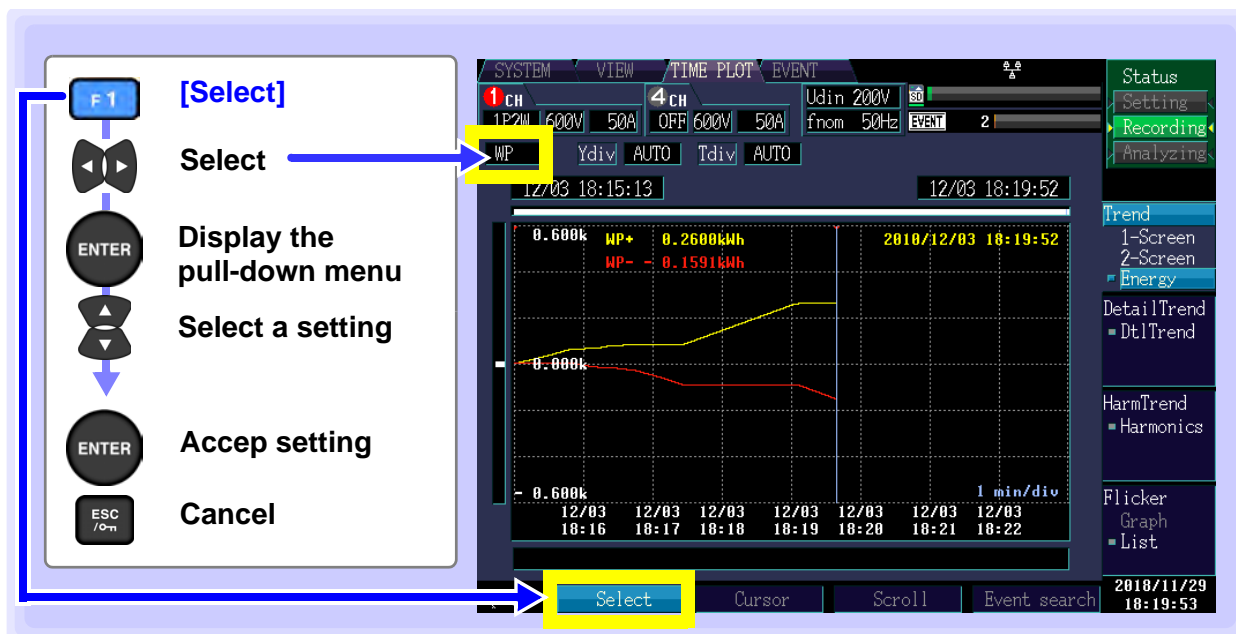 F1
[Select]
Select
ENTER
Display the
pull-down menu
Select a setting
ENTER
Accep setting
ESC
Cancel
SYSTEM VIEW TIME PLOT EVENT
1 CH 4 CH Udin 200V SD
1P2W 600V 50A OFF 600V 50A fnom 50Hz EVENT 2
WP Ydiv AUTO Tdiv AUTO
12/03 18:15:13 12/03 18:19:52
0.600k WP+ 0.2600kWh 2010/12/03 18:19:52
WP- - 0.1591kWh
0.000k
- 0.600k 1 min/div
12/03 12/03 12/03 12/03 12/03 12/03 12/03
18:16 18:17 18:18 18:19 18:20 18:21 18:22
Select Cursor Scroll Event search
Status
Setting
Recording
Analyzing
Trend
1-Screen
2-Screen
Energy
DetailTrend
DtlTrend
HarmTrend
Harmonics
Flicker
Graph
List
2018/11/29
18:19:53